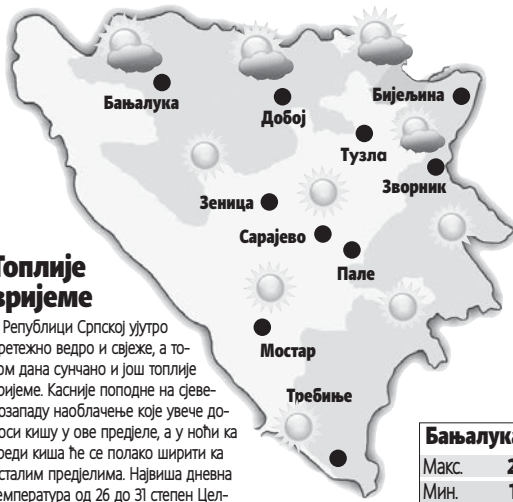 Бањалука
Добој
Бијељина
Тузла
Зворник
Зеница
Сарајево
Пале
Мостар
Требиње
Топлије
вријеме
Републици Српској ујутро
ретежно ведро и свјеже, а то-
ом дана сунчано и још топлије
ријеме. Касније поподне на сјеве-
озападу наоблачење које увече до-
оси кишу у ове предјеле, а у ноћи ка
реди киша ће се полако ширити ка
сталим предјелима. Највиша дневна
емпература од 26 до 31 степен Цел-
Бањалука
Макс. 2
Мин. 1